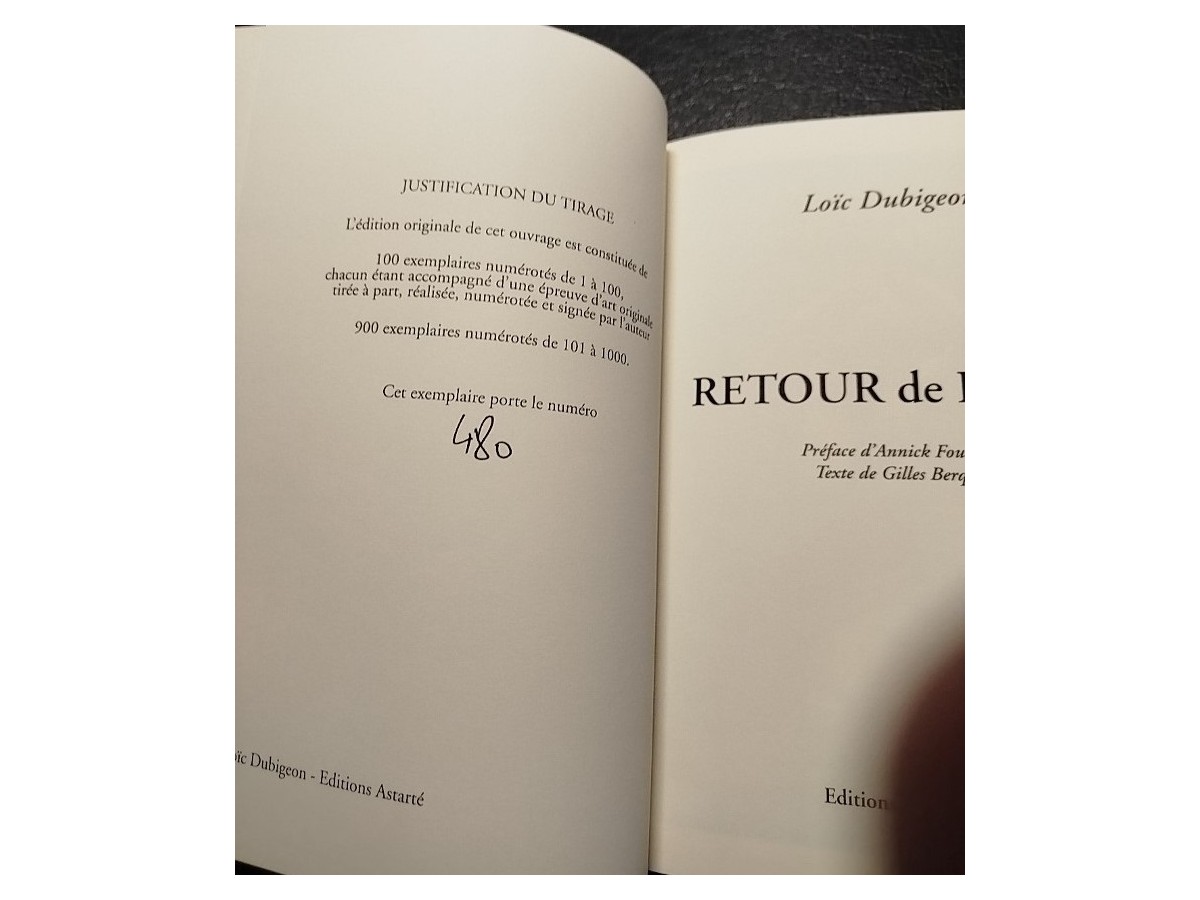 JUSTIFICATION DU TIRAGE
L'édition originale de cet ouvrage est constituée de
100 exemplaires numérotés de 1 à 100,
chacun étant accompagné d'une épreuve d'art originale
tirée à part, réalisée, numérotée et signée par l'auteur
900 exemplaires numérotés de 101 à 1000.
Cet exemplaire porte le numéro
480
Dubigeon - Editions Astarté
Loïc Dubigeon
RETOUR de
Préface d'Annick
Texte de Gilles